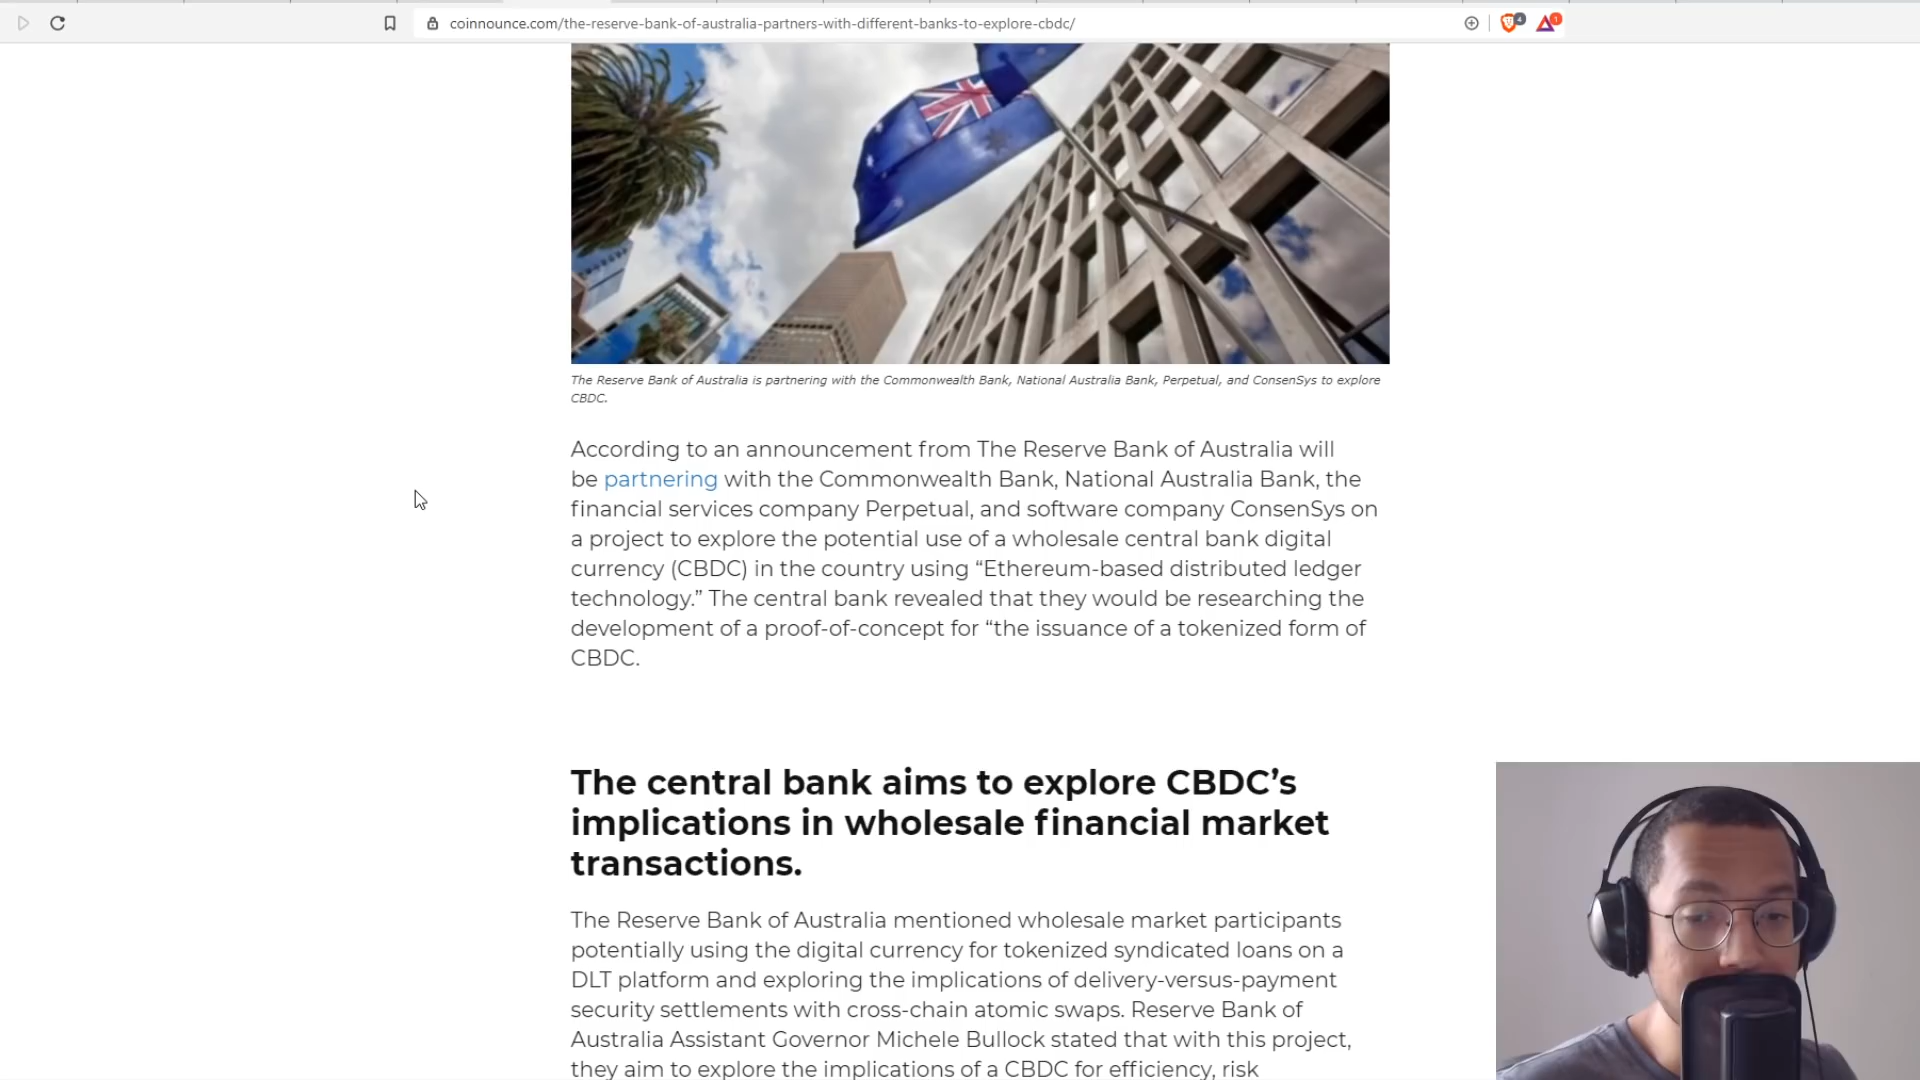 coinnounce.com/the-reserve-bank-of-australia-partners-with-different-banks-to-explore-cbdc/
4
1
The Reserve Bank of Australia is partnering with the Commonwealth Bank, National Australia Bank, Perpetual, and ConsenSys to explore
CBDC.
According to an announcement from The Reserve Bank of Australia will
be partnering with the Commonwealth Bank, National Australia Bank, the
financial services company Perpetual, and software company ConsenSys on
a project to explore the potential use of a wholesale central bank digital
currency (CBDC) in the country using “Ethereum-based distributed ledger
technology.” The central bank revealed that they would be researching the
development of a proof-of-concept for “the issuance of a tokenized form of
CBDC.
The central bank aims to explore CBDC’s
implications in wholesale financial market
transactions.
The Reserve Bank of Australia mentioned wholesale market participants
potentially using the digital currency for tokenized syndicated loans on a
DLT platform and exploring the implications of delivery-versus-payment
security settlements with cross-chain atomic swaps. Reserve Bank of
Australia Assistant Governor Michele Bullock stated that with this project,
they aim to explore the implications of a CBDC for efficiency, risk